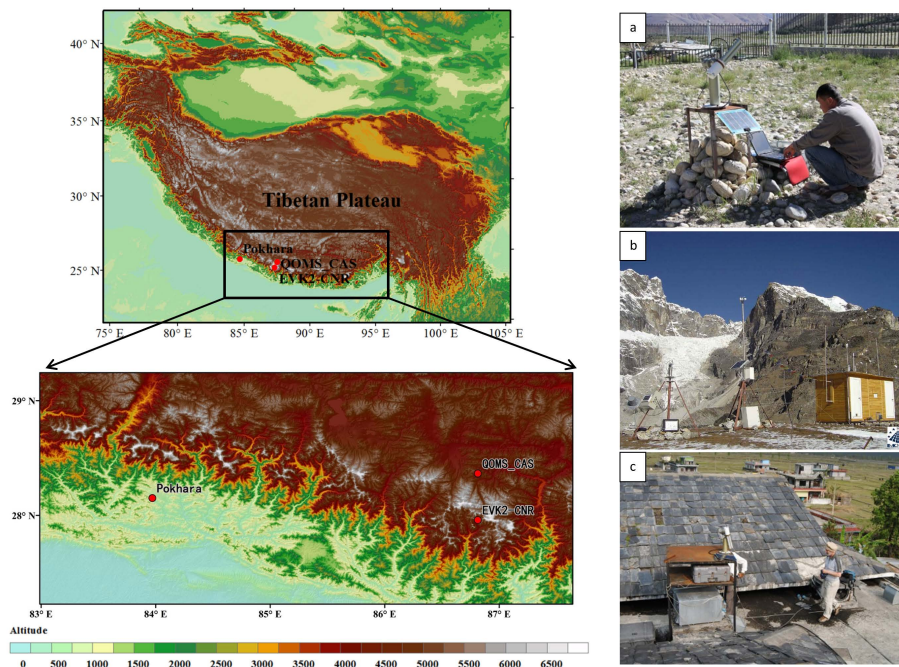 40° N
35° N
30° N
25° N
75° E 80° E 85° E 90° E 95° E 100° E 105° E
Tibetan Plateau
Pokhara
QOMS_CAS
EVK2-CNR
29° N
28° N
83° E 84° E 85° E 86° E 87° E
QOMS_CAS
Pokhara
EVK2-CNR
Altitude
0 500 1000 1500 2000 2500 3000 3500 4000 4500 5000 5500 6000 6500
a
b
c